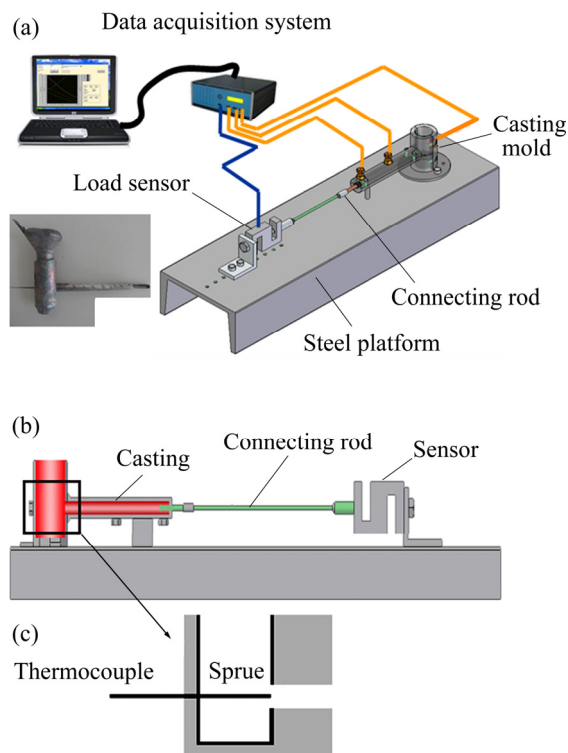 (a)
Data acquisition system
Casting
mold
Load sensor
Connecting rod
Steel platform
(b)
Connecting rod
Sensor
Casting
(c)
Thermocouple
Sprue